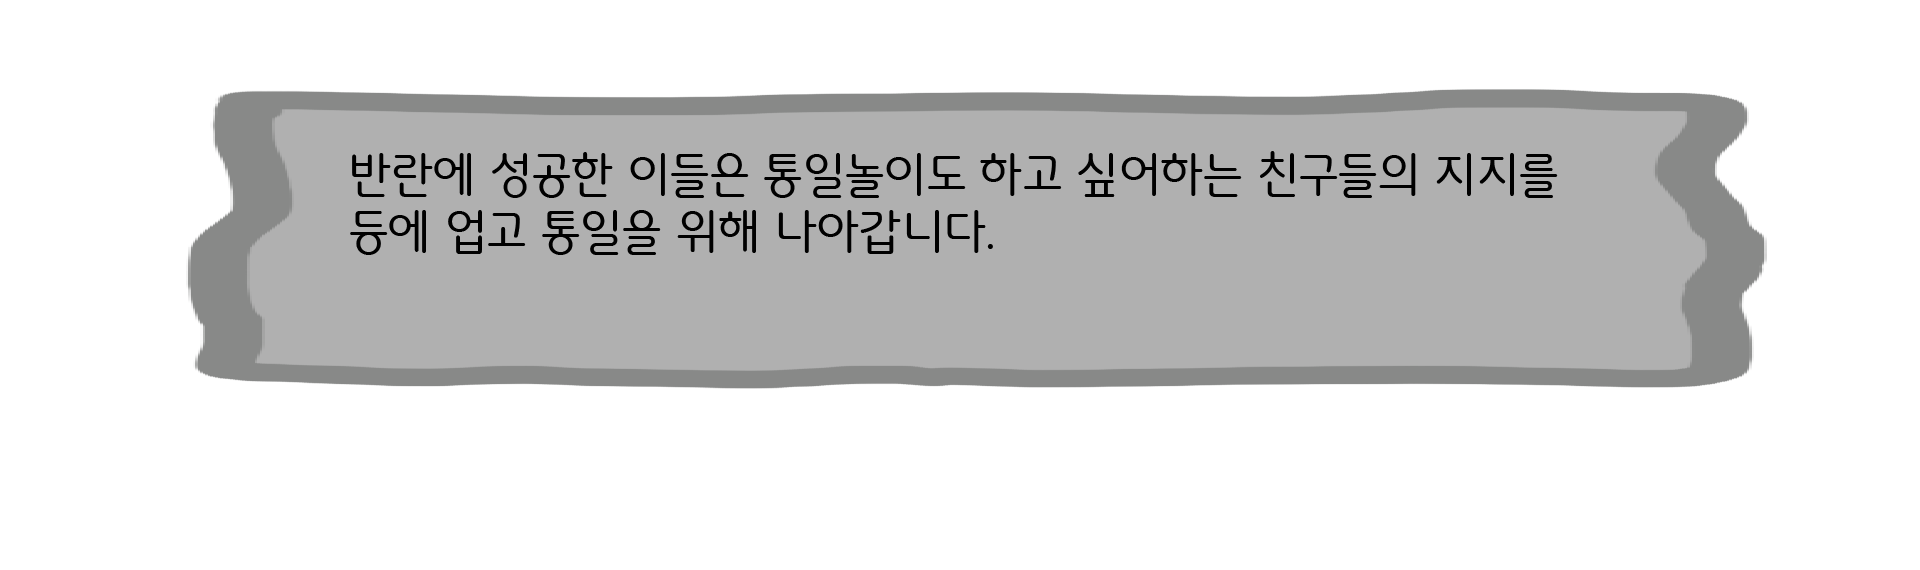 반란에 성공한 이들은 통일놀이도 하고 싶어하는 친구들의 지지를
등에 업고 통일을 위해 나아갑니다.